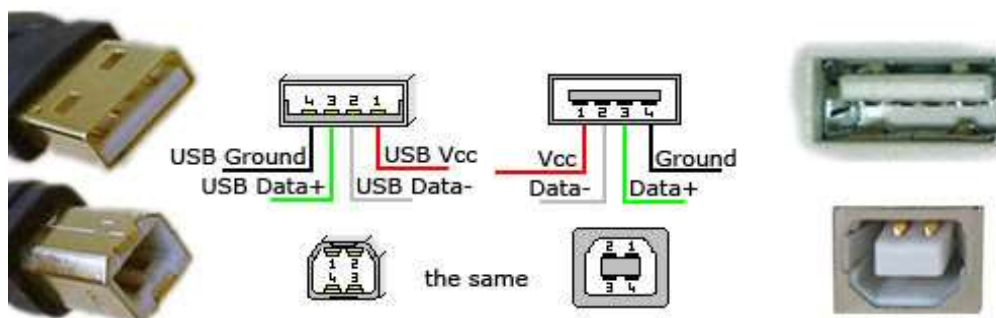 4 3 2 1
1 2 3 4
USB Ground
USB Vcc
Vcc
Ground
USB Data+
USB Data-
Data-
Data+
1 2
4 3
the same
2 1
3 4